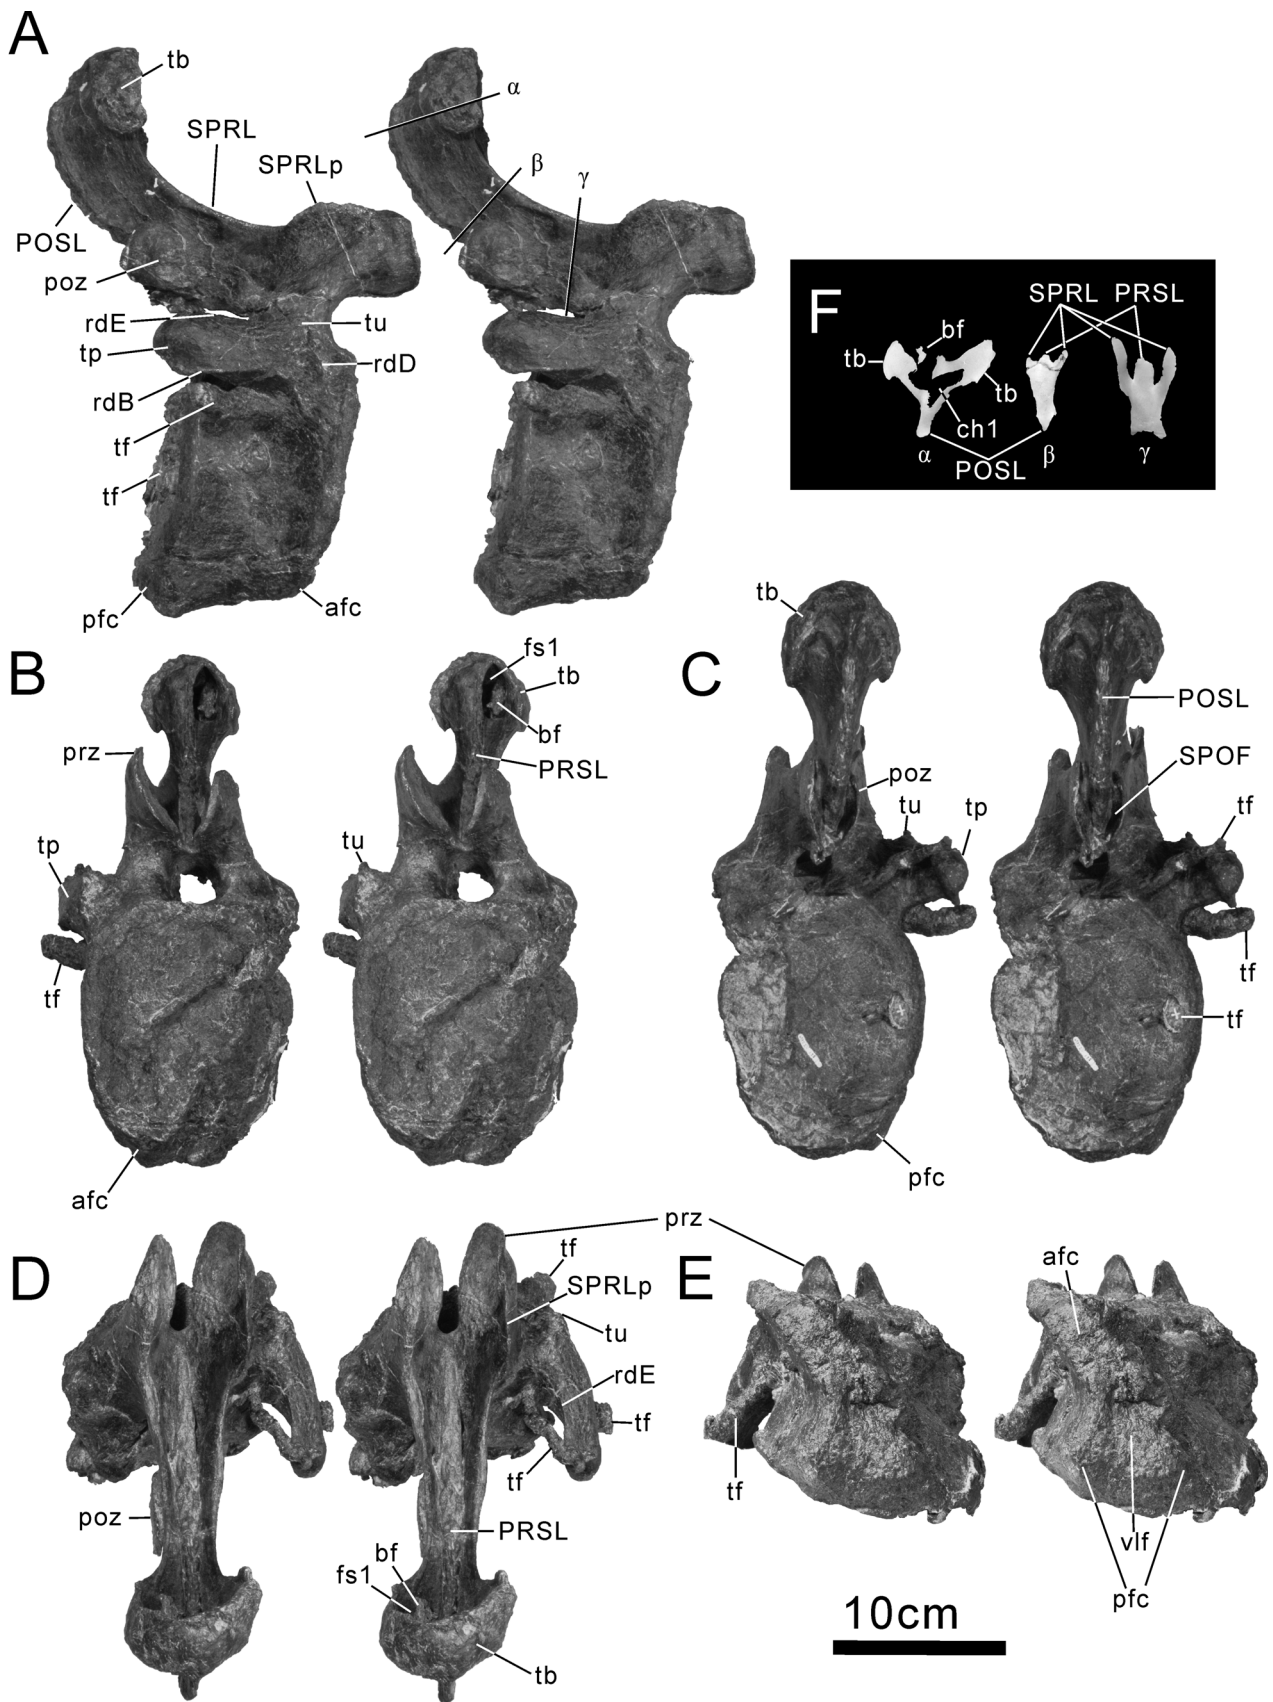 A
tb
α
SPRL
SPRLp
β
γ
POSL
poz
rdE
tu
tp
rdD
rdB
tf
tf
pfc
afc
F
SPRL PRSL
bf
tb
tb
ch1
α
β
γ
POSL
B
fs1
tb
bf
prz
PRSL
tp
tu
tf
afc
C
tb
POSL
SPOF
poz
tu
tp
tf
tf
tf
pfc
D
prz
tf
SPRLp
tu
rdE
tf
tf
poz
PRSL
bf
fs1
tb
E
afc
tf
vlf
pfc
10cm